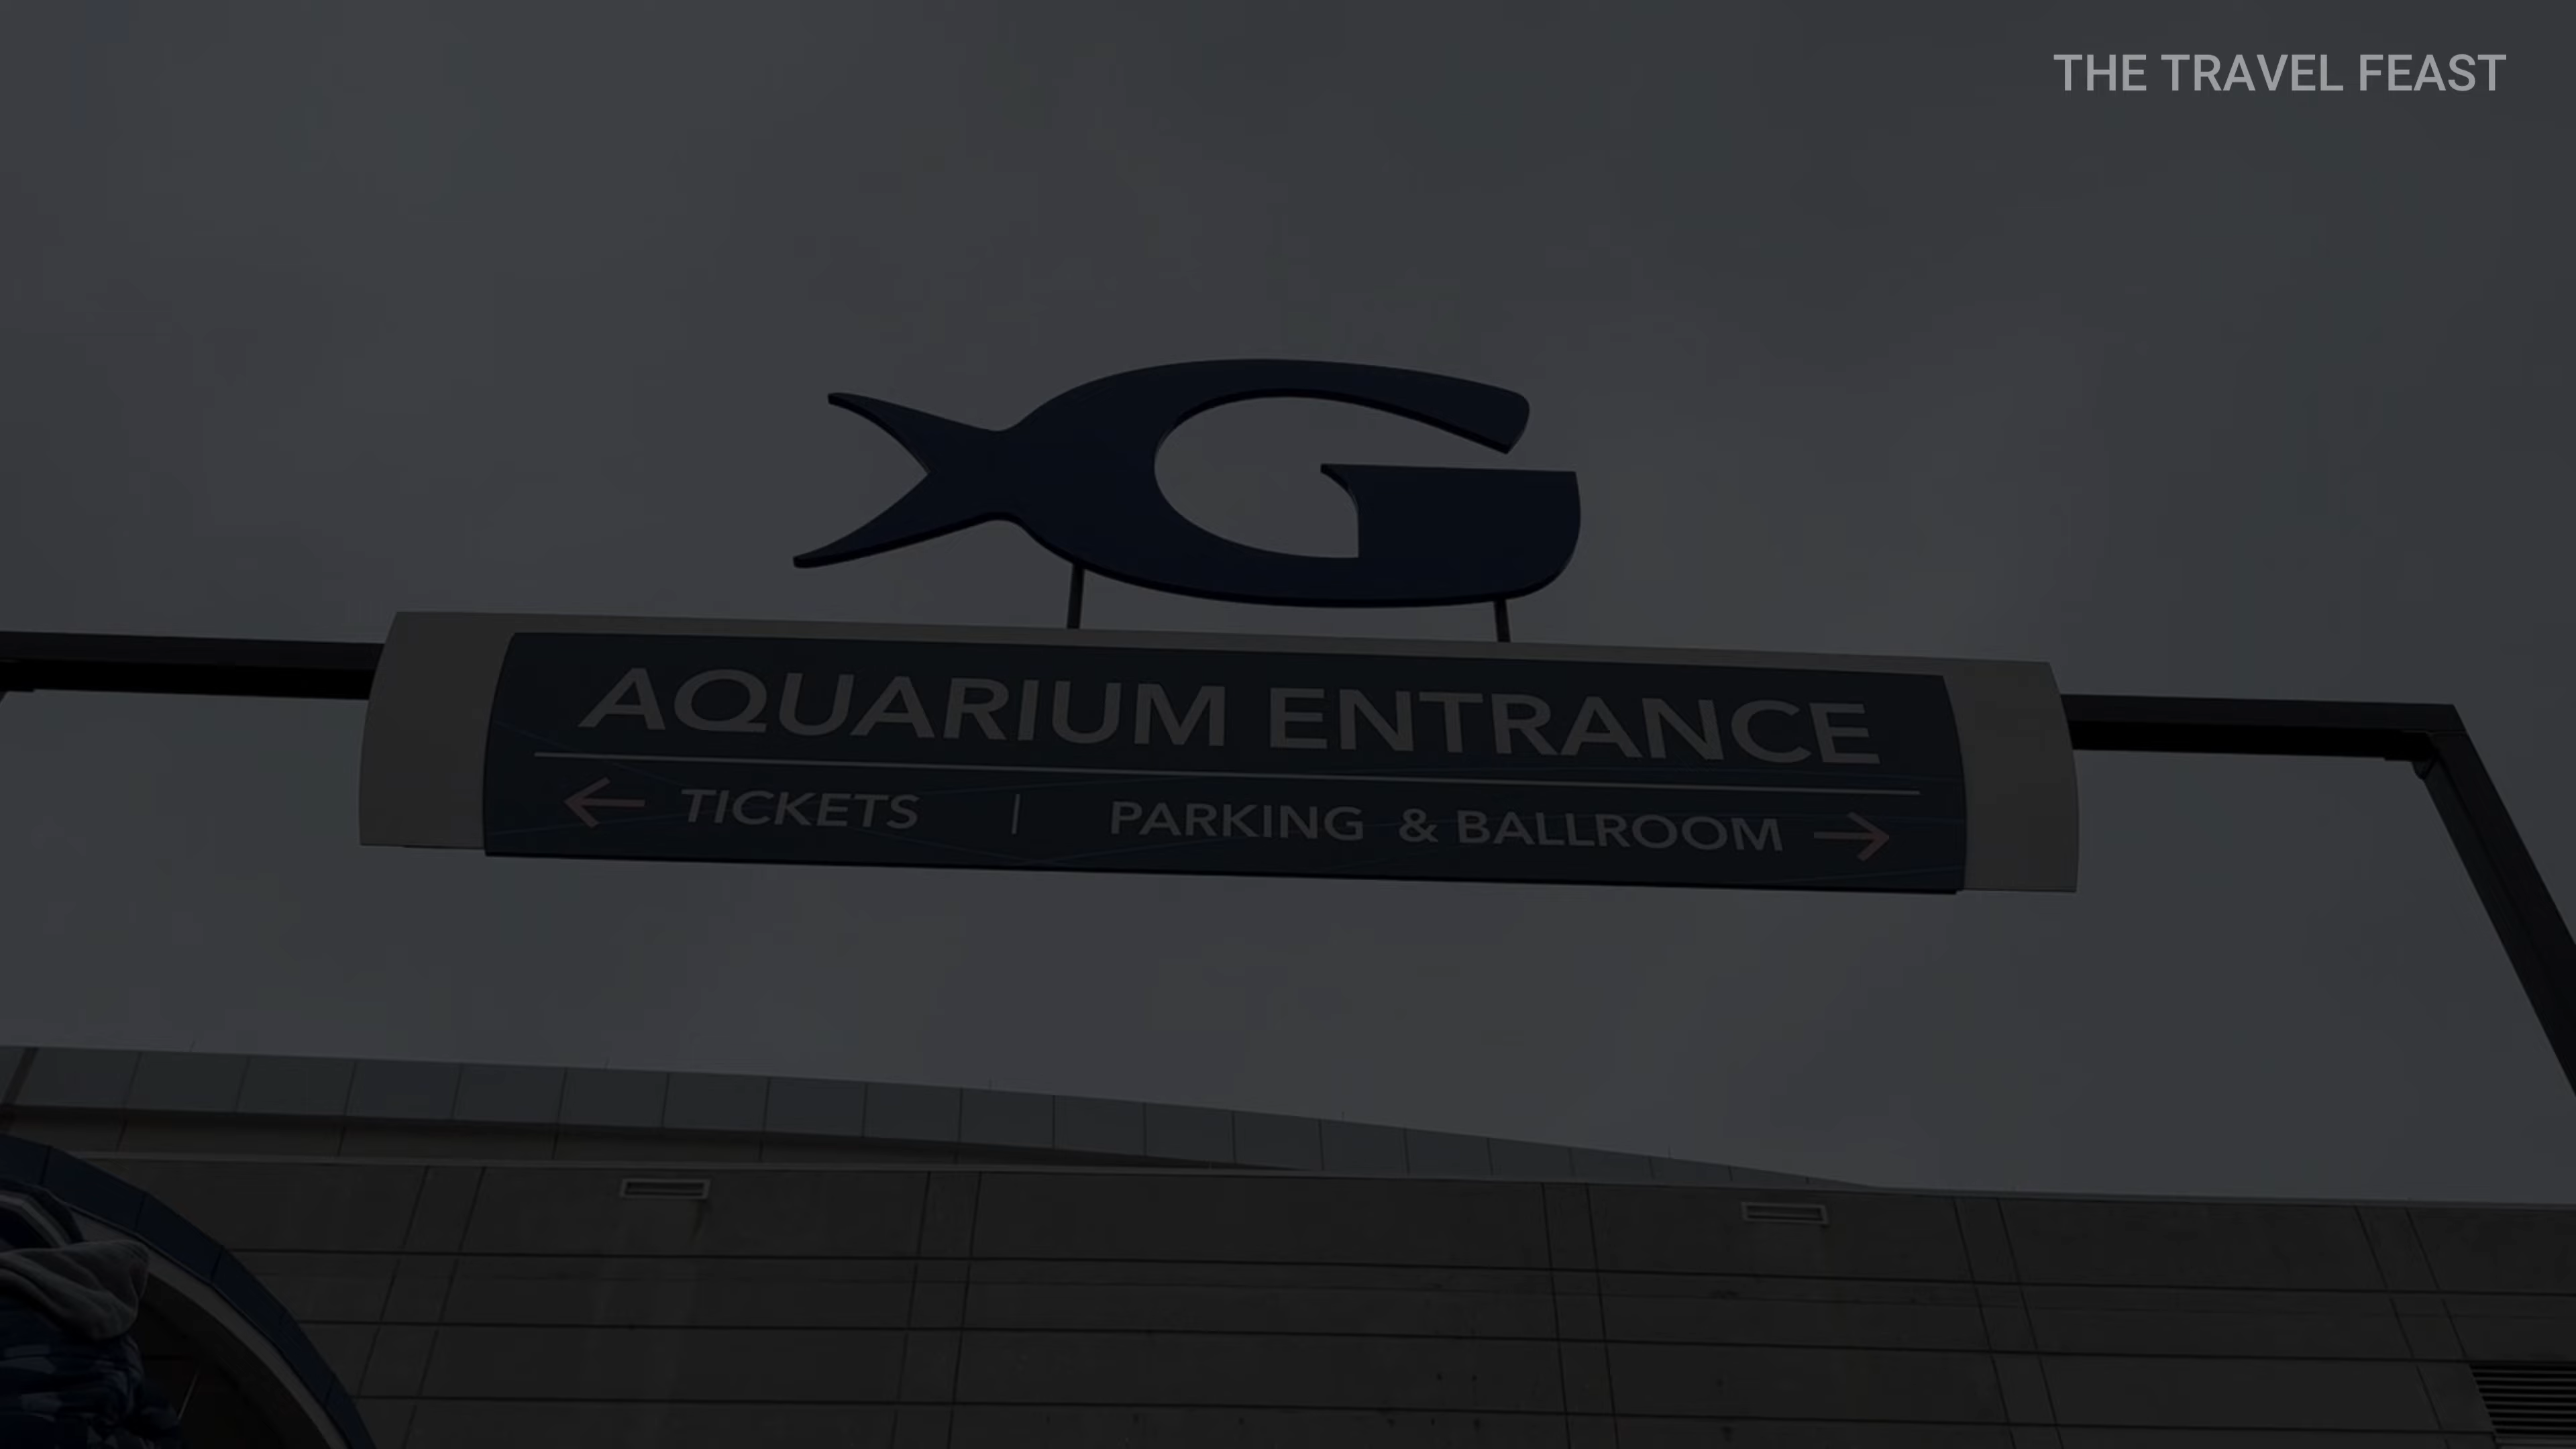 THE TRAVEL FEAST
G
AQUARIUM ENTRANCE
← TICKETS | PARKING & BALLROOM →